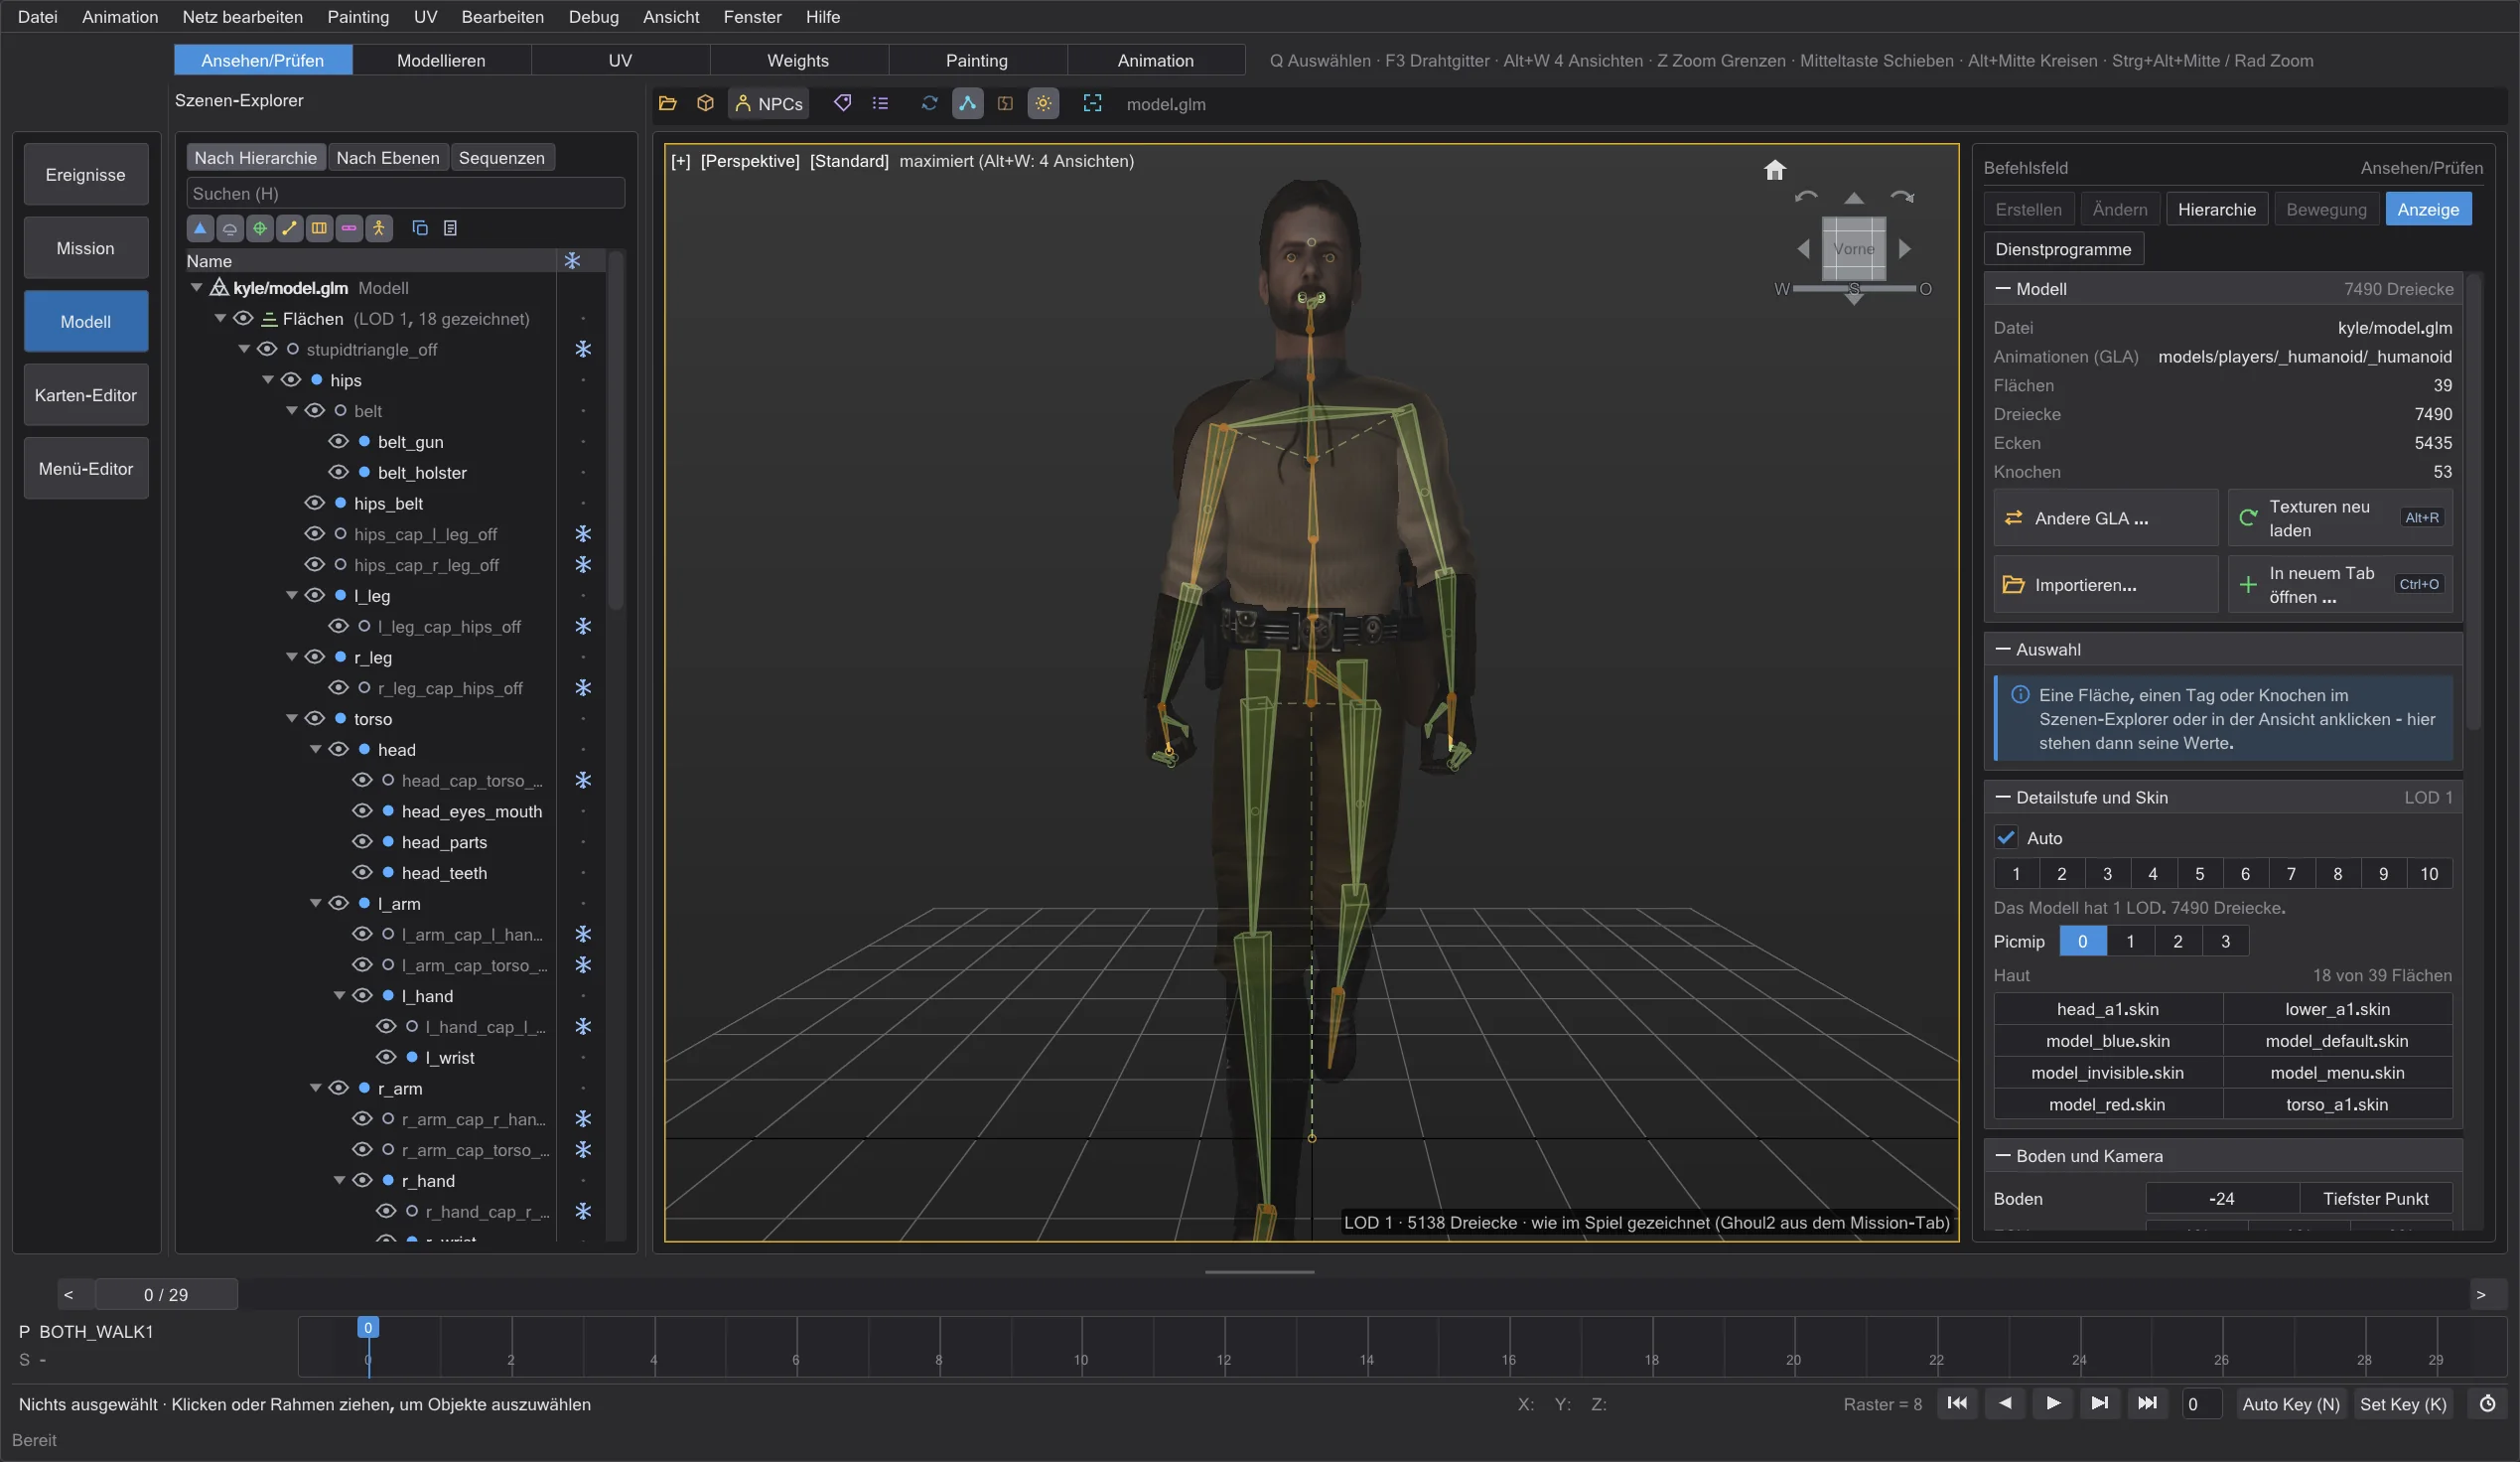 Datei Animation Netz bearbeiten Painting UV Bearbeiten Debug Ansicht Fenster Hilfe
Ansehen/Prüfen Modellieren UV Weights Painting Animation Q Auswählen · F3 Drahtgitter · Alt+W 4 Ansichten · Z Zoom Grenzen · Mitteltaste Schieben · Alt+Mitte Kreisen · Strg+Alt+Mitte / Rad Zoom
Szenen-Explorer
NPCs model.glm
Ereignisse
Mission
Modell
Karten-Editor
Menü-Editor
Nach Hierarchie Nach Ebenen Sequenzen
Suchen (H)
Name
kyle/model.glm Modell
Flächen (LOD 1, 18 gezeichnet)
stupidtriangle_off
hips
belt
belt_gun
belt_holster
hips_belt
hips_cap_l_leg_off
hips_cap_r_leg_off
l_leg
l_leg_cap_hips_off
r_leg
r_leg_cap_hips_off
torso
head
head_cap_torso_...
head_eyes_mouth
head_parts
head_teeth
l_arm
l_arm_cap_l_han...
l_arm_cap_torso_...
l_hand
l_hand_cap_l_...
l_wrist
r_arm
r_arm_cap_r_han...
r_arm_cap_torso_...
r_hand
r_hand_cap_r_...
r_wrist
[+] [Perspektive] [Standard] maximiert (Alt+W: 4 Ansichten)
Vorne
W S O
LOD 1 · 5138 Dreiecke · wie im Spiel gezeichnet (Ghoul2 aus dem Mission-Tab)
Befehlsfeld Ansehen/Prüfen
Erstellen Ändern Hierarchie Bewegung Anzeige
Dienstprogramme
Modell 7490 Dreiecke
Datei kyle/model.glm
Animationen (GLA) models/players/_humanoid/_humanoid
Flächen 39
Dreiecke 7490
Ecken 5435
Knochen 53
Andere GLA ...
Texturen neu laden Alt+R
Importieren...
In neuem Tab öffnen ... Ctrl+O
Auswahl
Eine Fläche, einen Tag oder Knochen im
Szenen-Explorer oder in der Ansicht anklicken - hier
stehen dann seine Werte.
Detailstufe und Skin LOD 1
Auto
1 2 3 4 5 6 7 8 9 10
Das Modell hat 1 LOD. 7490 Dreiecke.
Picmip 0 1 2 3
Haut 18 von 39 Flächen
head_a1.skin lower_a1.skin
model_blue.skin model_default.skin
model_invisible.skin model_menu.skin
model_red.skin torso_a1.skin
Boden und Kamera
Boden -24 Tiefster Punkt
< 0 / 29 >
P BOTH_WALK1
S -
0
0 2 4 6 8 10 12 14 16 18 20 22 24 26 28 29
Nichts ausgewählt · Klicken oder Rahmen ziehen, um Objekte auszuwählen X: Y: Z: Raster = 8 0 Auto Key (N) Set Key (K)
Bereit